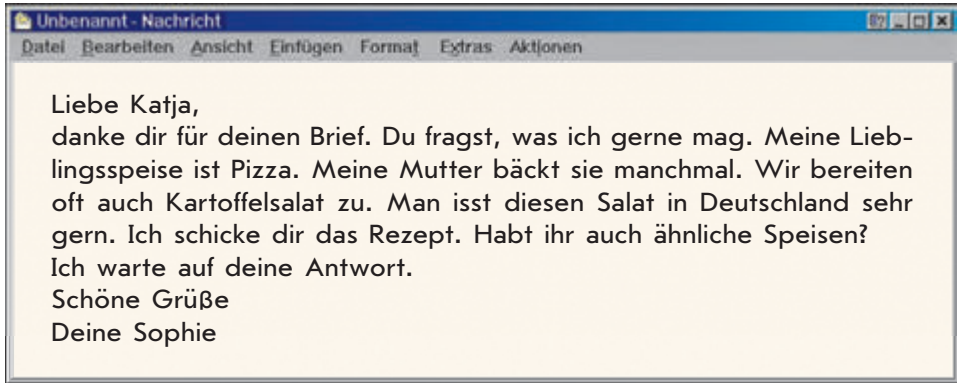 Unbenannt - Nachricht
Datei Bearbeiten Ansicht Einfügen Format Extras Aktionen
Liebe Katja,
danke dir für deinen Brief. Du fragst, was ich gerne mag. Meine Lieb-
lingsspeise ist Pizza. Meine Mutter bäckt sie manchmal. Wir bereiten
oft auch Kartoffelsalat zu. Man isst diesen Salat in Deutschland sehr
gern. Ich schicke dir das Rezept. Habt ihr auch ähnliche Speisen?
Ich warte auf deine Antwort.
Schöne Grüße
Deine Sophie